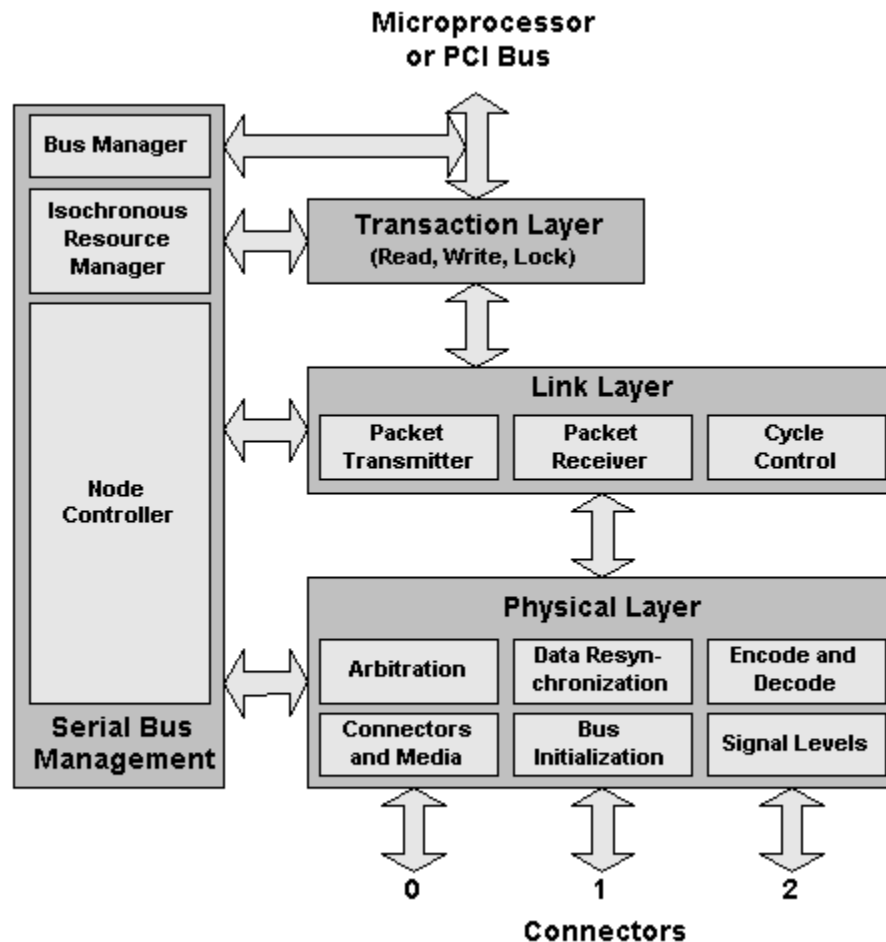 Microprocessor
or PCI Bus
Bus Manager
Isochronous
Resource
Manager
Node
Controller
Serial Bus
Management
Transaction Layer
(Read, Write, Lock)
Link Layer
Packet
Transmitter
Packet
Receiver
Cycle
Control
Physical Layer
Arbitration
Data Resyn-
chronization
Encode and
Decode
Connectors
and Media
Bus
Initialization
Signal Levels
0
1
2
Connectors